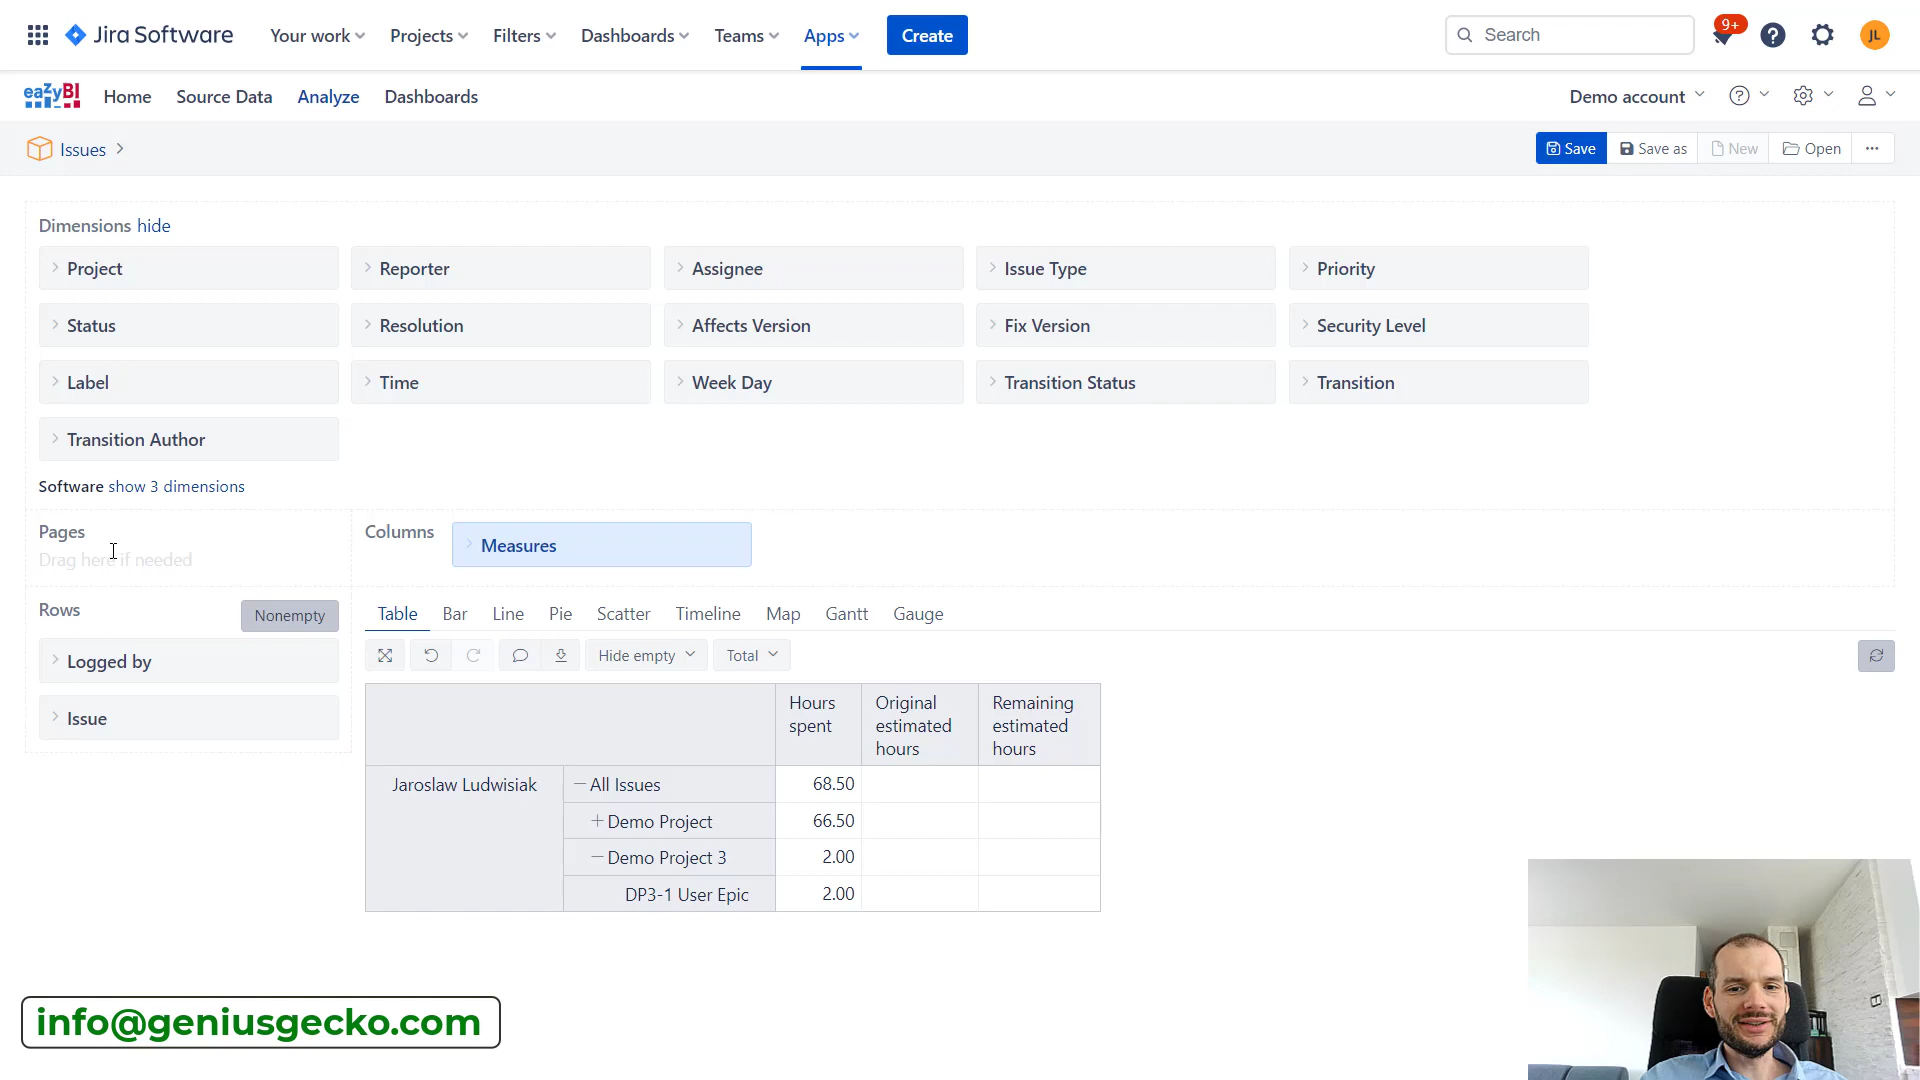 Jira Software
Your work Projects Filters Dashboards Teams Apps Create Search 9+ JL
eazyBI Home Source Data Analyze Dashboards Demo account
Issues Save Save as New Open ...
Dimensions hide
Project Reporter Assignee Issue Type Priority
Status Resolution Affects Version Fix Version Security Level
Label Time Week Day Transition Status Transition
Transition Author
Software show 3 dimensions
Pages
Drag here if needed
Columns Measures
Rows Nonempty
Logged by
Issue
Table Bar Line Pie Scatter Timeline Map Gantt Gauge
Hide empty Total
Hours spent Original estimated hours Remaining estimated hours
Jaroslaw Ludwisiak All Issues 68.50
Demo Project 66.50
Demo Project 3 2.00
DP3-1 User Epic 2.00
info@geniusgecko.com